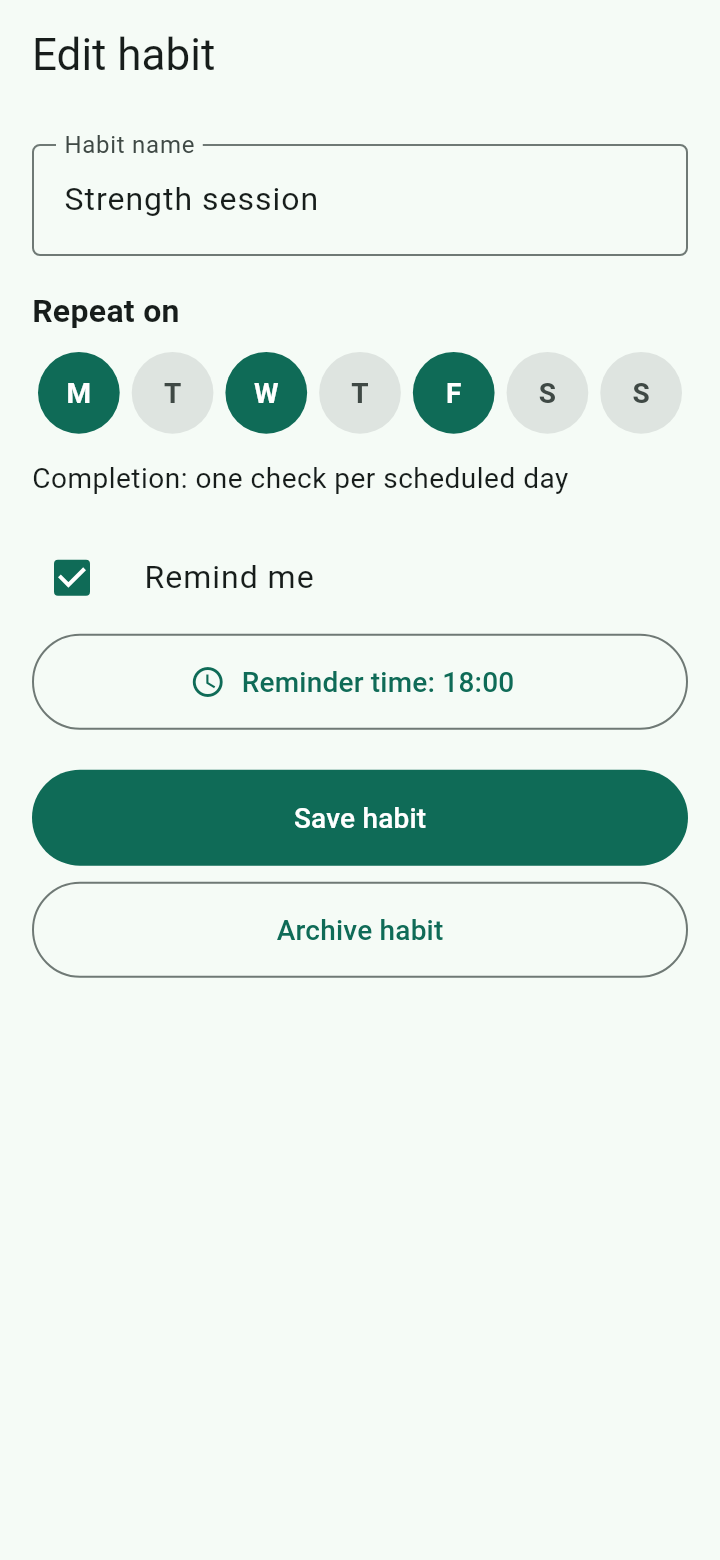 Edit habit
Habit name
Strength session
Repeat on
M T W T F S S
Completion: one check per scheduled day
Remind me
Reminder time: 18:00
Save habit
Archive habit